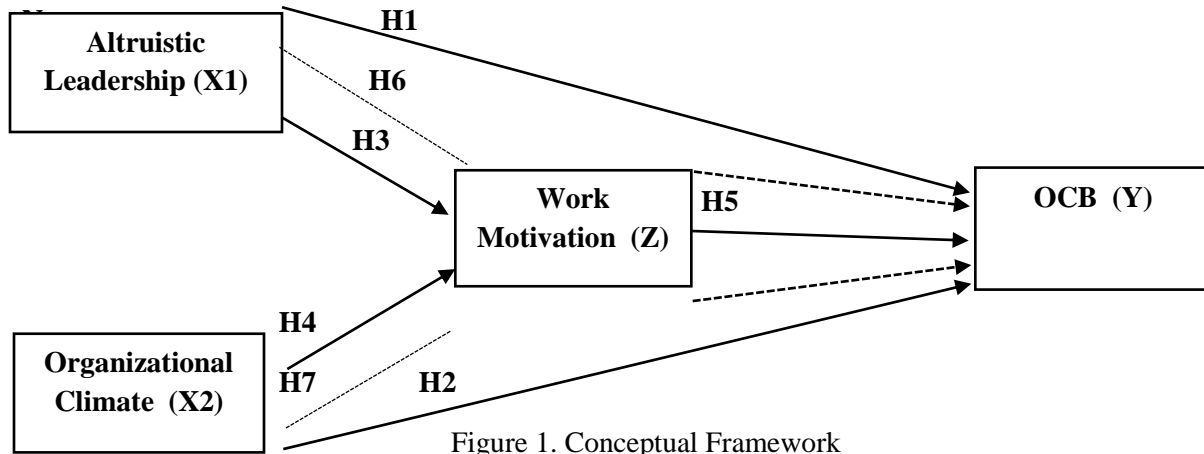 H1
Altruistic
Leadership (X1)
H6
H3
Work
Motivation (Z)
H5
OCB (Y)
H4
Organizational
Climate (X2)
H7
H2
Figure 1. Conceptual Framework